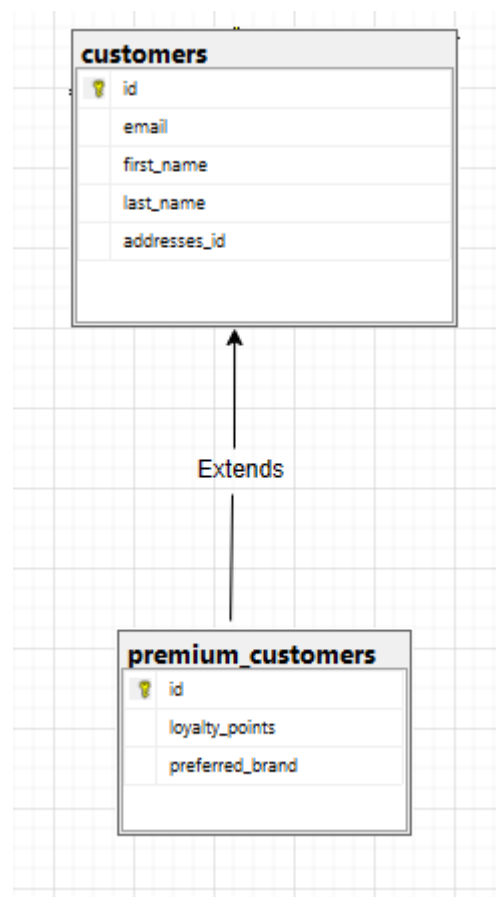 customers
id
email
first_name
last_name
addresses_id
Extends
premium_customers
id
loyalty_points
preferred_brand